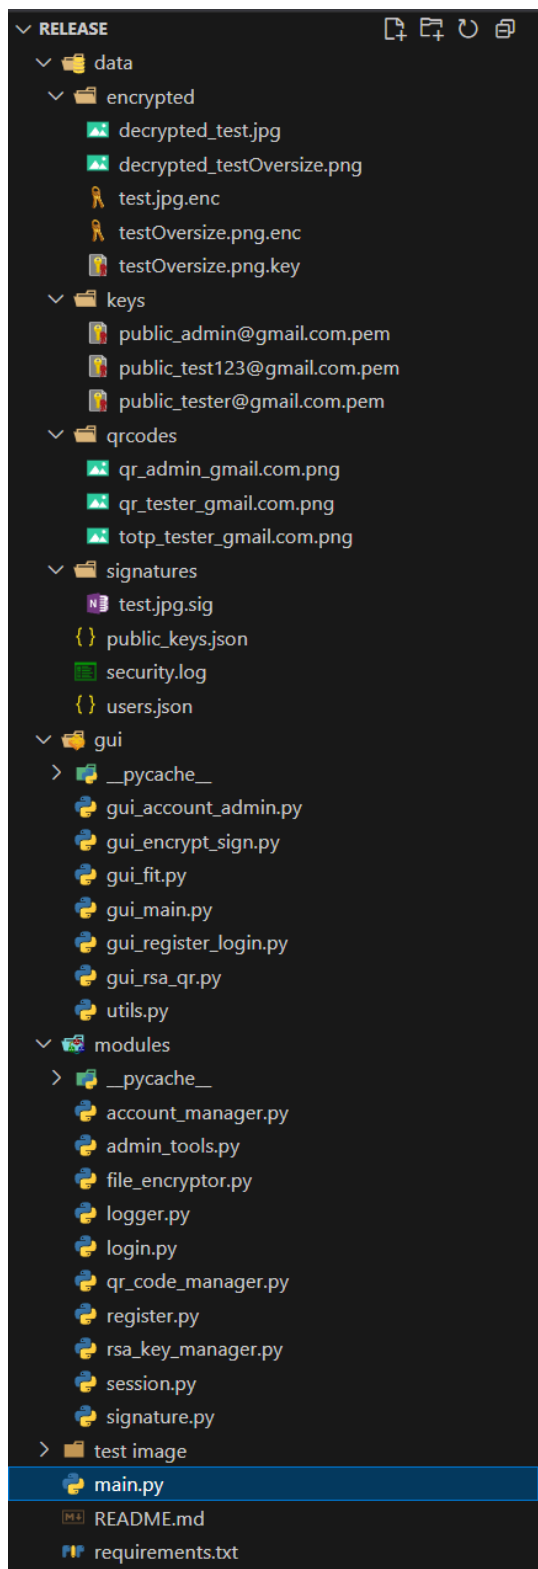 RELEASE
data
encrypted
decrypted_test.jpg
decrypted_testOversize.png
test.jpg.enc
testOversize.png.enc
testOversize.png.key
keys
public_admin@gmail.com.pem
public_test123@gmail.com.pem
public_tester@gmail.com.pem
qrcodes
qr_admin_gmail.com.png
qr_tester_gmail.com.png
totp_tester_gmail.com.png
signatures
N test.jpg.sig
{ } public_keys.json
security.log
{ } users.json
gui
__pycache__
gui_account_admin.py
gui_encrypt_sign.py
gui_fit.py
gui_main.py
gui_register_login.py
gui_rsa_qr.py
utils.py
modules
__pycache__
account_manager.py
admin_tools.py
file_encryptor.py
logger.py
login.py
qr_code_manager.py
register.py
rsa_key_manager.py
session.py
signature.py
test image
main.py
M README.md
PIP requirements.txt